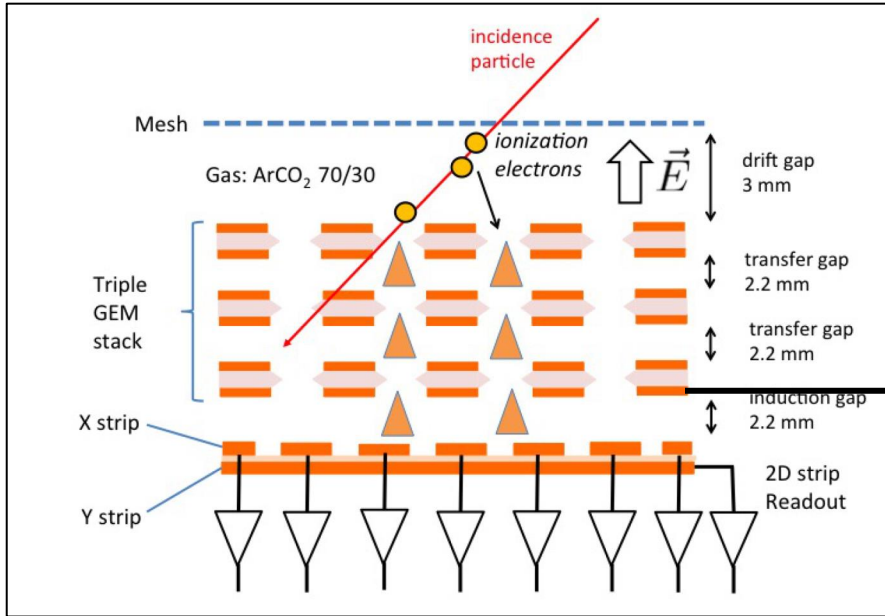 incidence
particle
Mesh
ionization
electrons
Gas: ArCO₂ 70/30
E⃗
drift gap
3 mm
Triple
GEM
stack
transfer gap
2.2 mm
transfer gap
2.2 mm
induction gap
2.2 mm
X strip
Y strip
2D strip
Readout